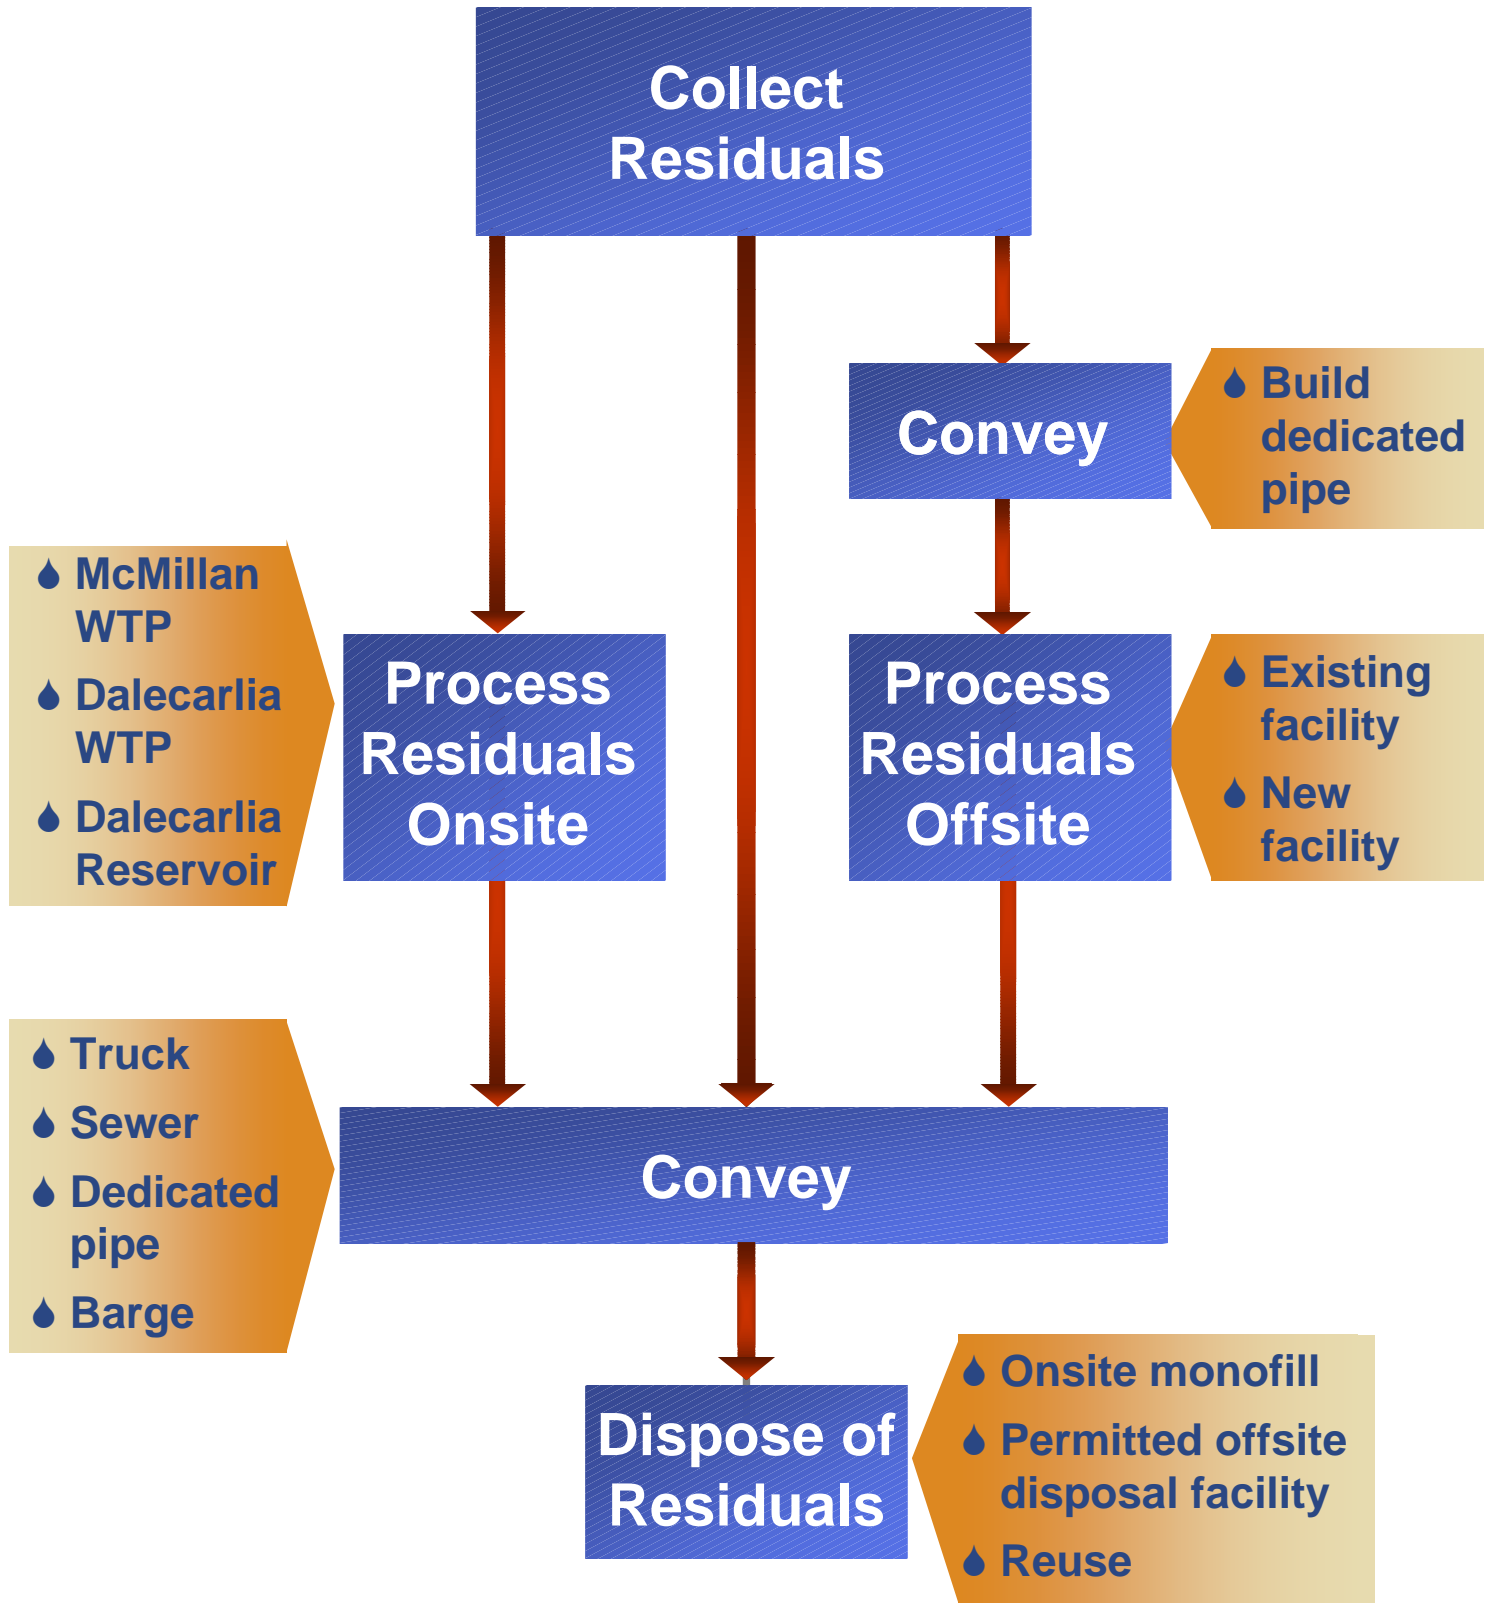 Collect
Residuals
Convey
Build
dedicated
pipe
McMillan
WTP
Dalecarlia
WTP
Dalecarlia
Reservoir
Process
Residuals
Onsite
Process
Residuals
Offsite
Existing
facility
New
facility
Truck
Sewer
Dedicated
pipe
Barge
Convey
Dispose of
Residuals
Onsite monofill
Permitted offsite
disposal facility
Reuse